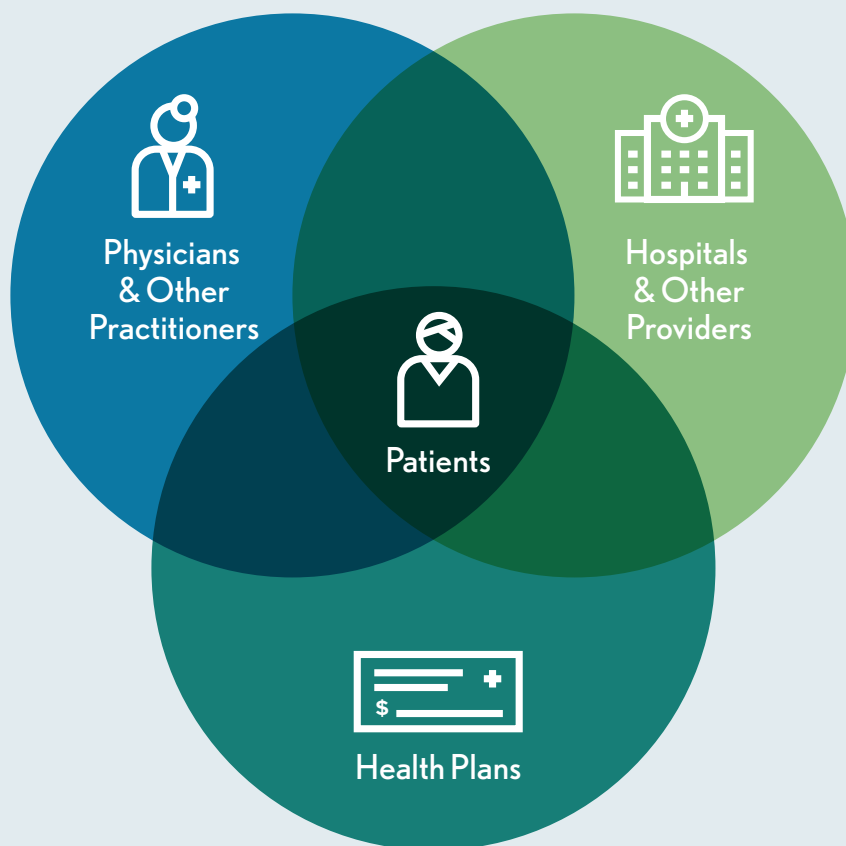 Physicians
& Other
Practitioners
Hospitals
& Other
Providers
Patients
$
Health Plans